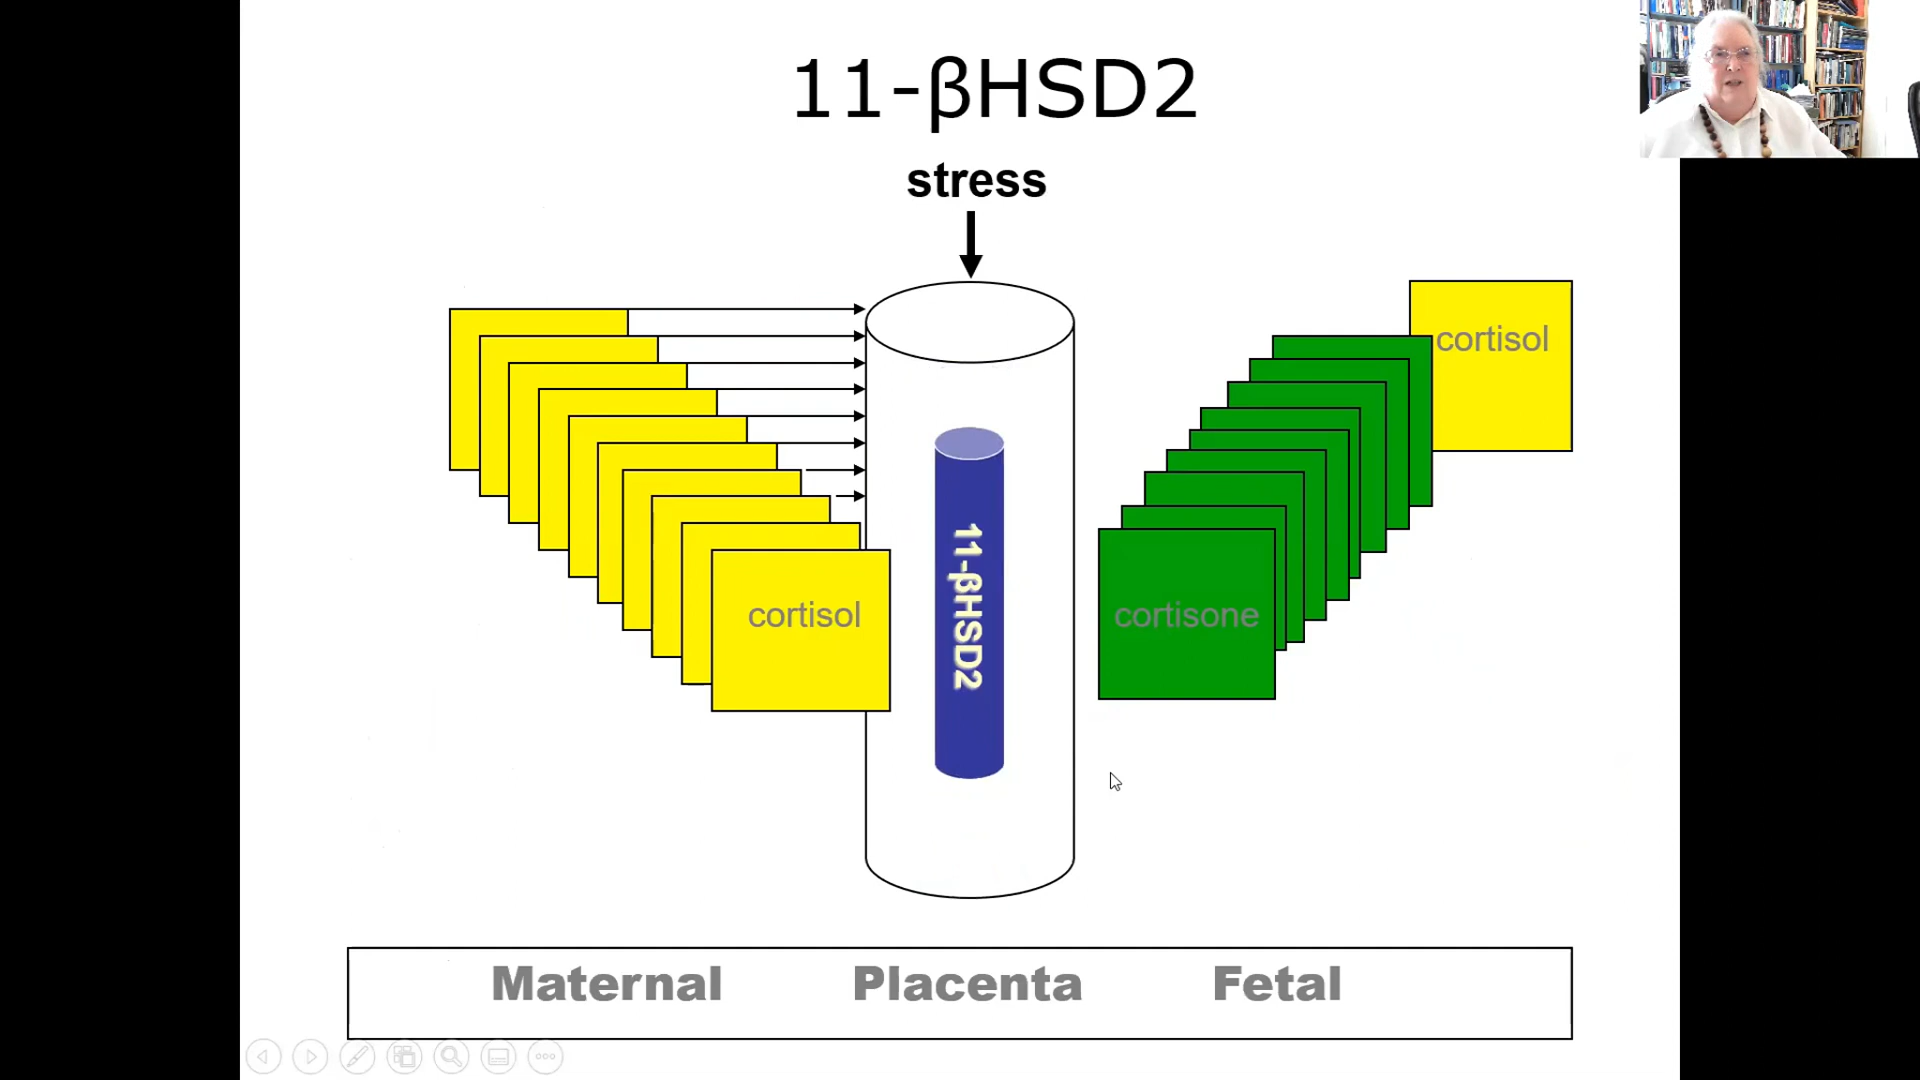 11-βHSD2
stress
cortisol
cortisol
11-βHSD2
cortisone
Maternal Placenta Fetal